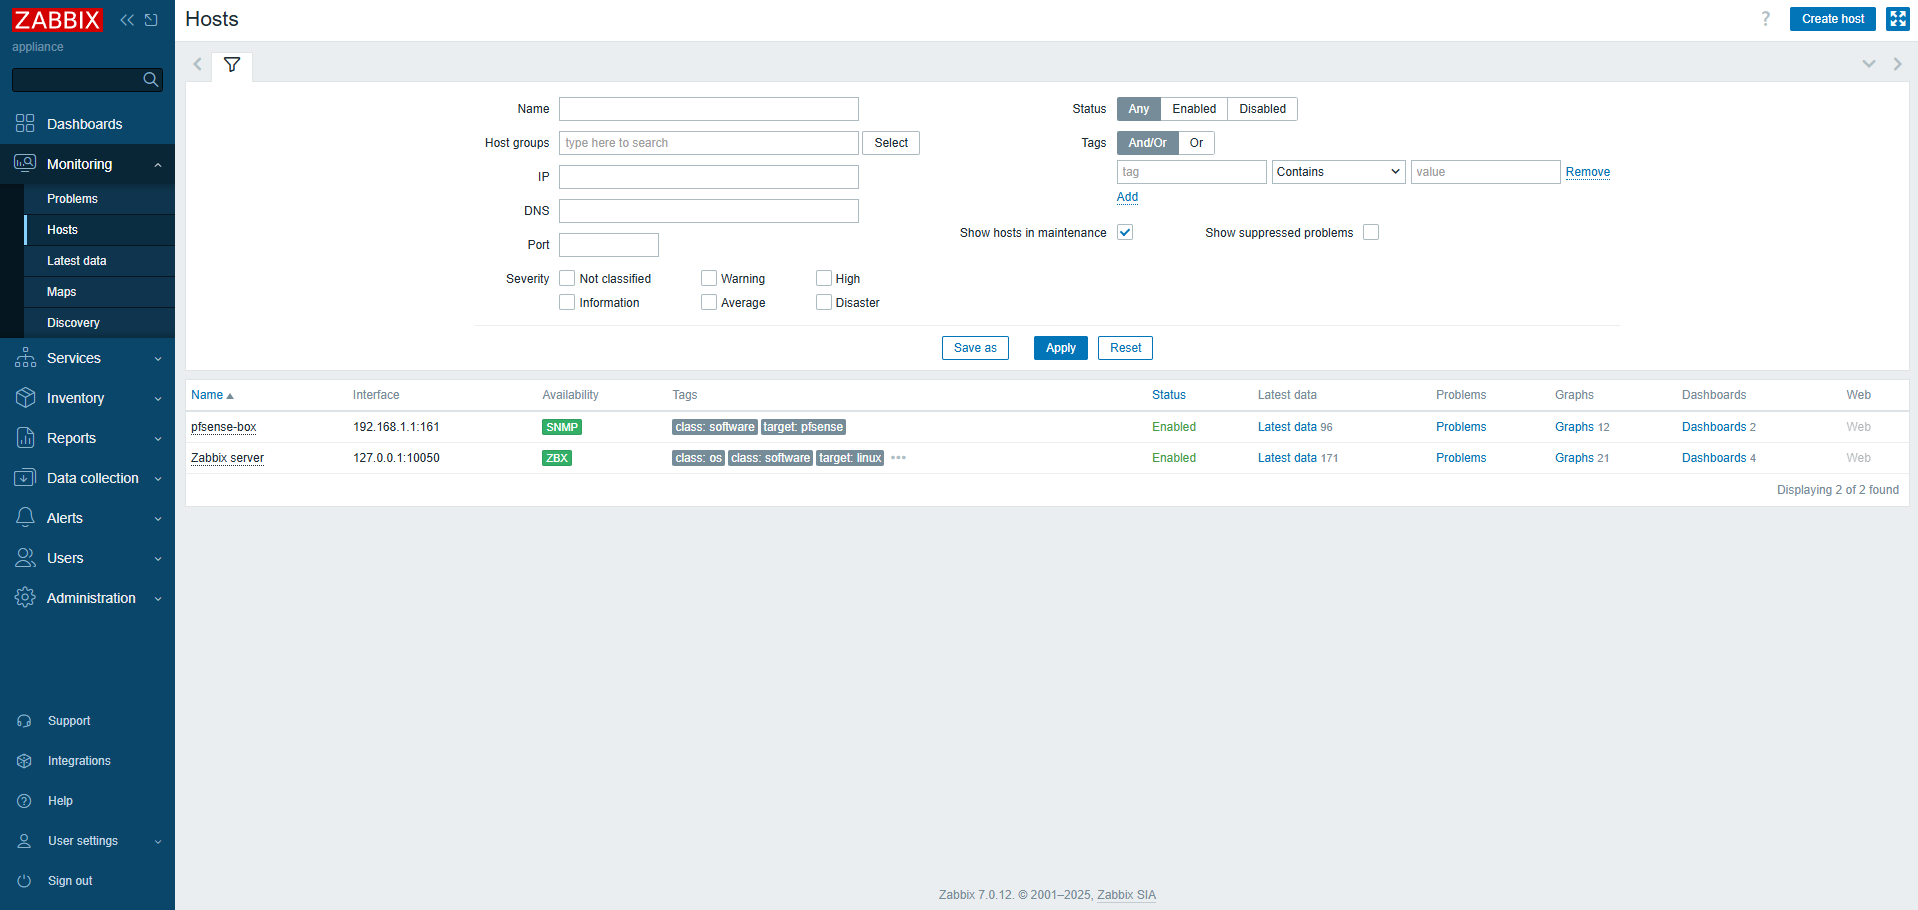 ZABBIX
appliance
Dashboards
Monitoring
Problems
Hosts
Latest data
Maps
Discovery
Services
Inventory
Reports
Data collection
Alerts
Users
Administration
Support
Integrations
Help
User settings
Sign out
Hosts
? Create host
Name
Host groups type here to search Select
IP
DNS
Port
Severity Not classified Warning High
Information Average Disaster
Status Any Enabled Disabled
Tags And/Or Or
tag Contains value Remove
Add
Show hosts in maintenance Show suppressed problems
Save as Apply Reset
Name Interface Availability Tags Status Latest data Problems Graphs Dashboards Web
pfsense-box 192.168.1.1:161 SNMP class: software target: pfsense Enabled Latest data 96 Problems Graphs 12 Dashboards 2 Web
Zabbix server 127.0.0.1:10050 ZBX class: os class: software target: linux ••• Enabled Latest data 171 Problems Graphs 21 Dashboards 4 Web
Displaying 2 of 2 found
Zabbix 7.0.12. © 2001–2025, Zabbix SIA